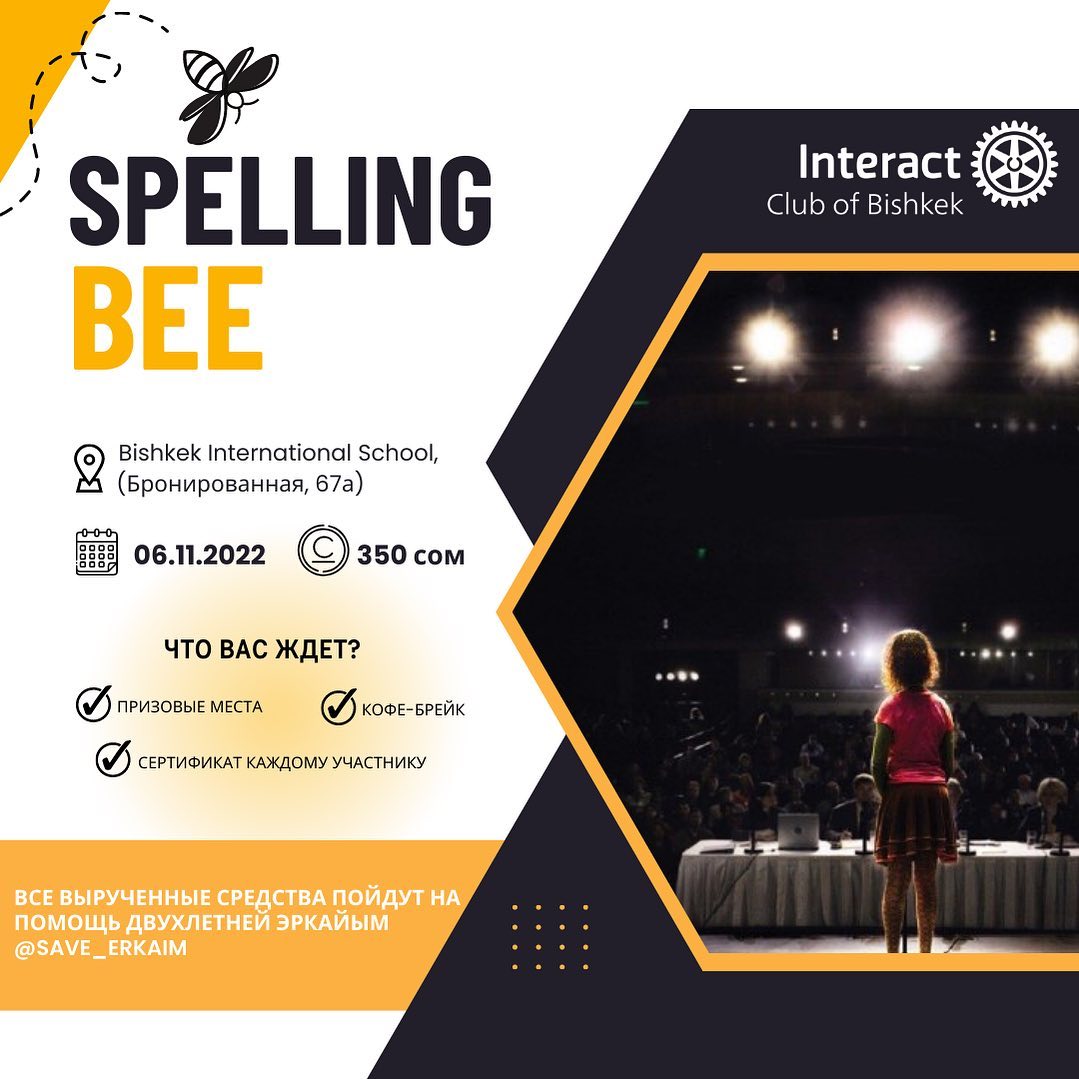 SPELLING
BEE
Interact
Club of Bishkek
Bishkek International School,
(Бронированная, 67а)
06.11.2022
350 сом
ЧТО ВАС ЖДЕТ?
ПРИЗОВЫЕ МЕСТА
КОФЕ-БРЕЙК
СЕРТИФИКАТ КАЖДОМУ УЧАСТНИКУ
ВСЕ ВЫРУЧЕННЫЕ СРЕДСТВА ПОЙДУТ НА
ПОМОЩЬ ДВУХЛЕТНЕЙ ЭРКАЙЫМ
@SAVE_ERKAIM